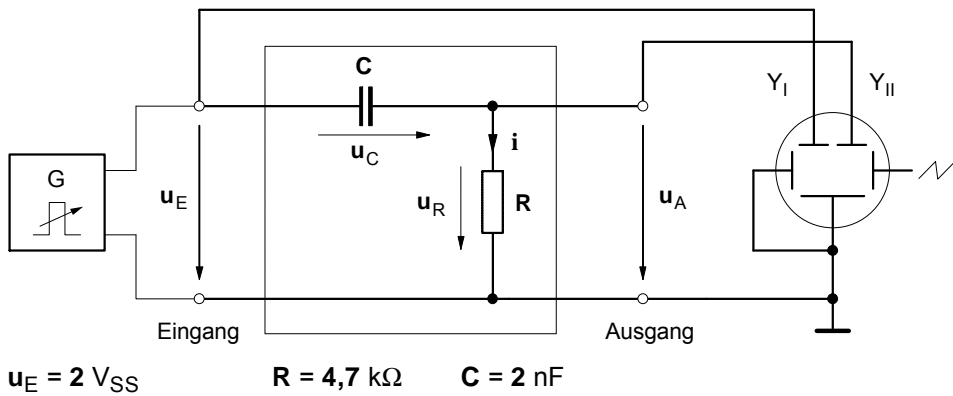 C
Y_I
Y_II
u_C
i
G
u_E
u_R
R
u_A
Eingang
Ausgang
u_E = 2 V_SS
R = 4,7 kΩ
C = 2 nF